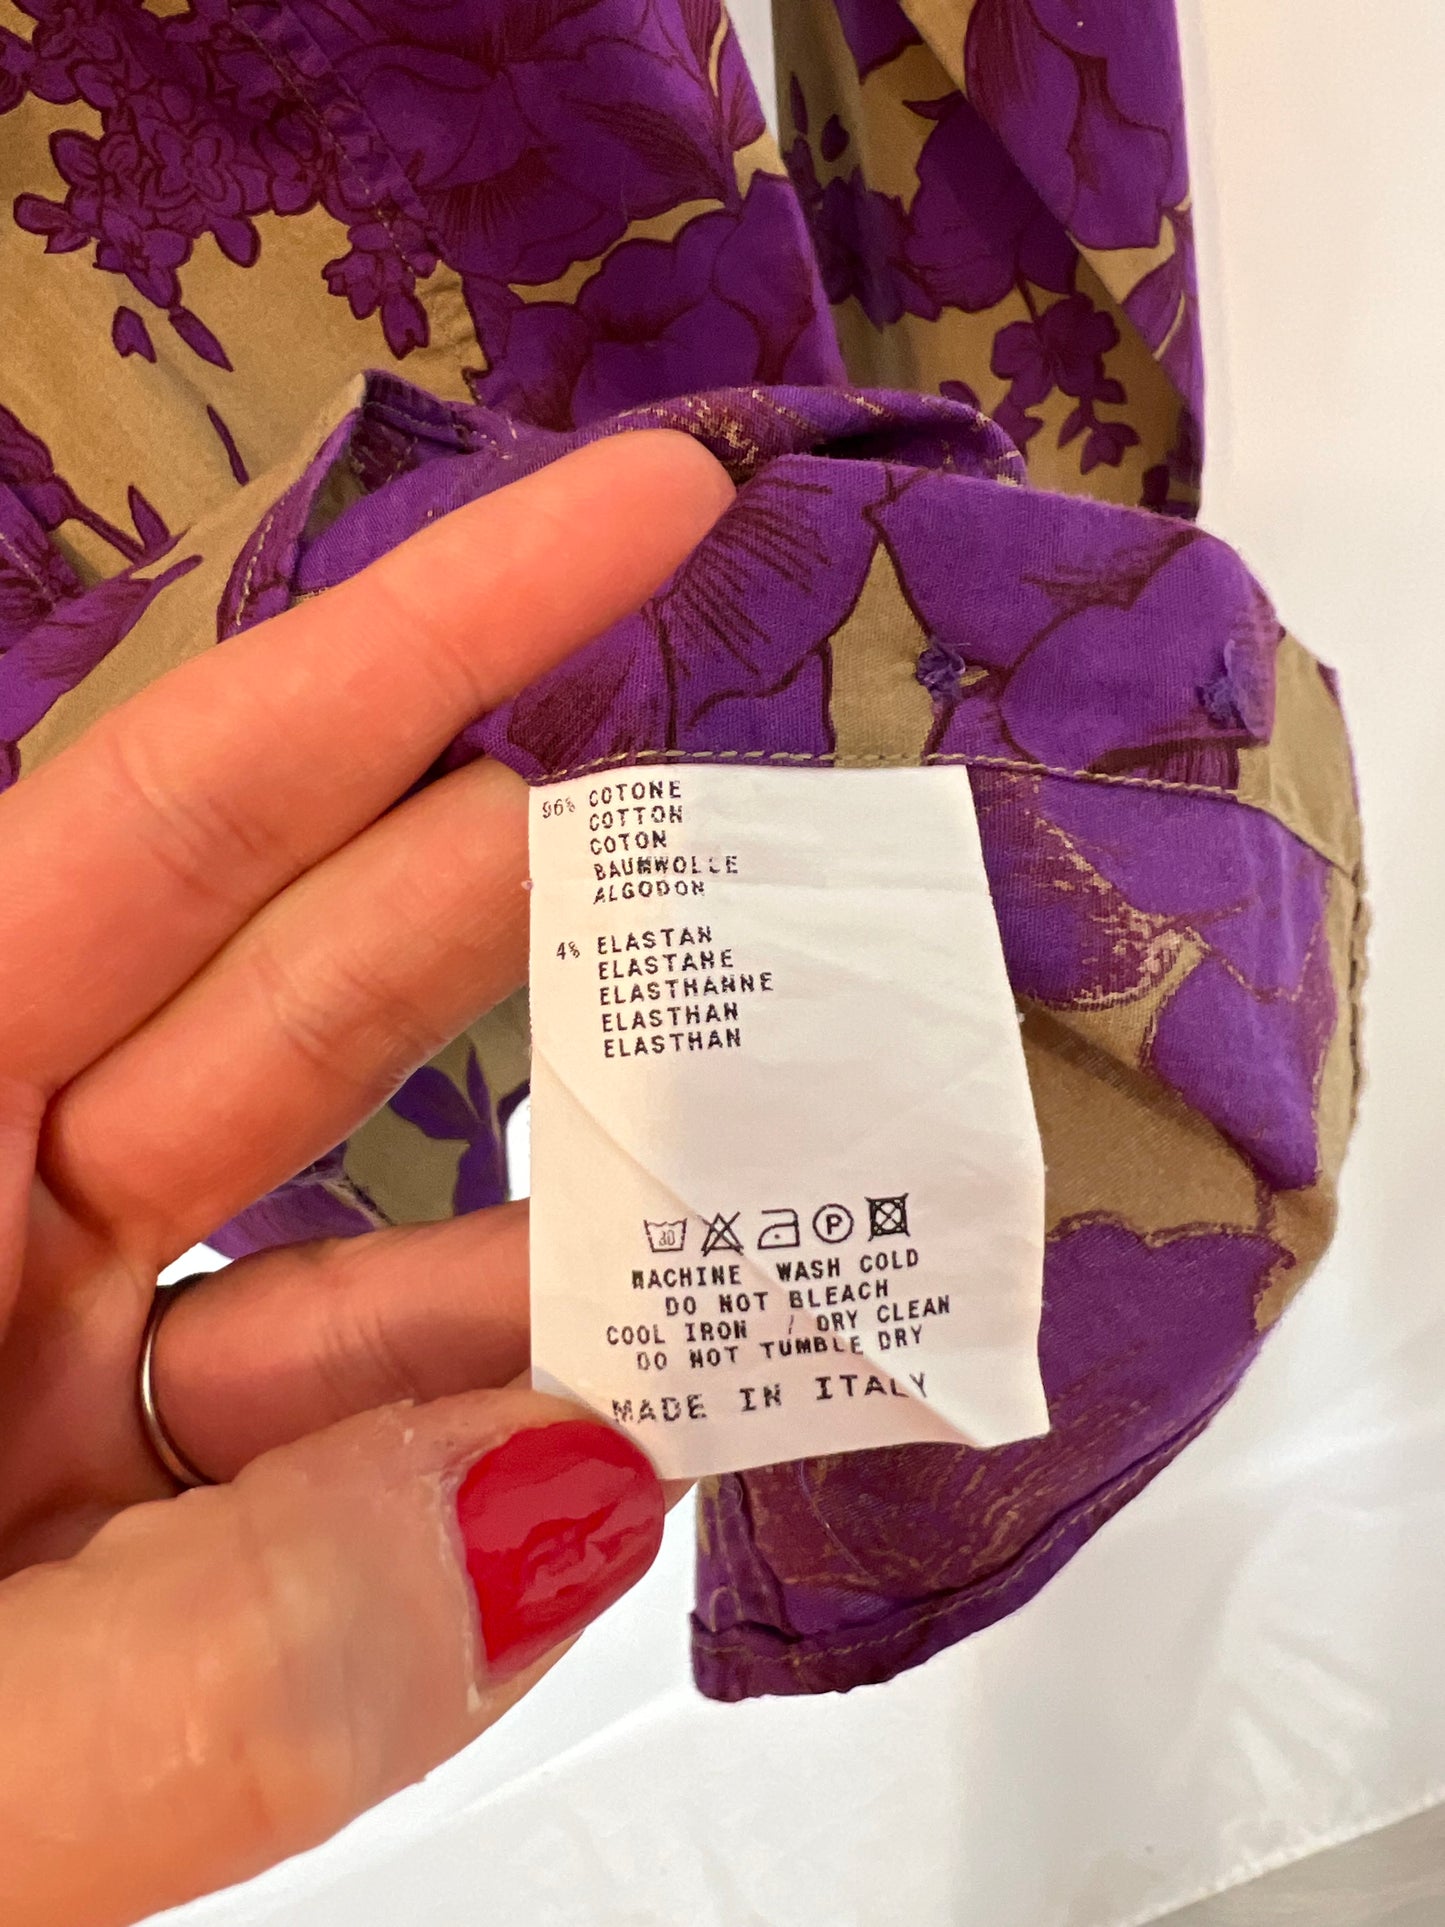 96% COTONE
COTTON
COTON
BAUMWOLLE
ALGODON
4% ELASTAN
ELASTANE
ELASTHANNE
ELASTHAN
ELASTHAN
30
P
MACHINE WASH COLD
DO NOT BLEACH
COOL IRON / DRY CLEAN
DO NOT TUMBLE DRY
MADE IN ITALY